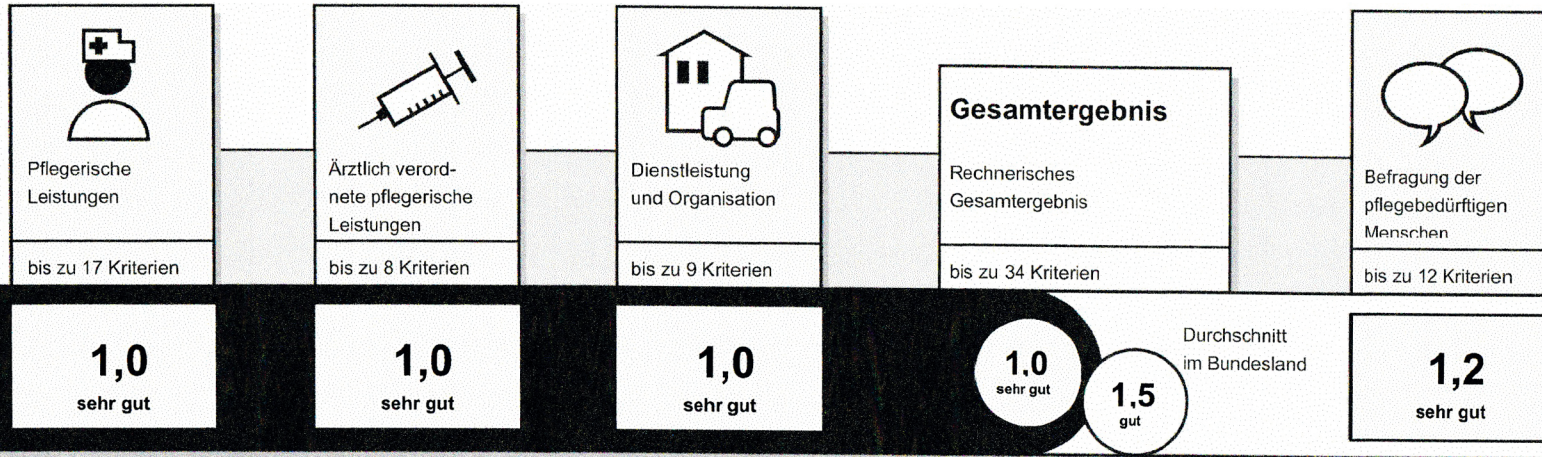 Pflegerische
Leistungen
bis zu 17 Kriterien
1,0
sehr gut
Ärztlich verord-
nete pflegerische
Leistungen
bis zu 8 Kriterien
1,0
sehr gut
Dienstleistung
und Organisation
bis zu 9 Kriterien
1,0
sehr gut
Gesamtergebnis
Rechnerisches
Gesamtergebnis
bis zu 34 Kriterien
1,0
sehr gut
1,5
gut
Durchschnitt
im Bundesland
Befragung der
pflegebedürftigen
Menschen
bis zu 12 Kriterien
1,2
sehr gut